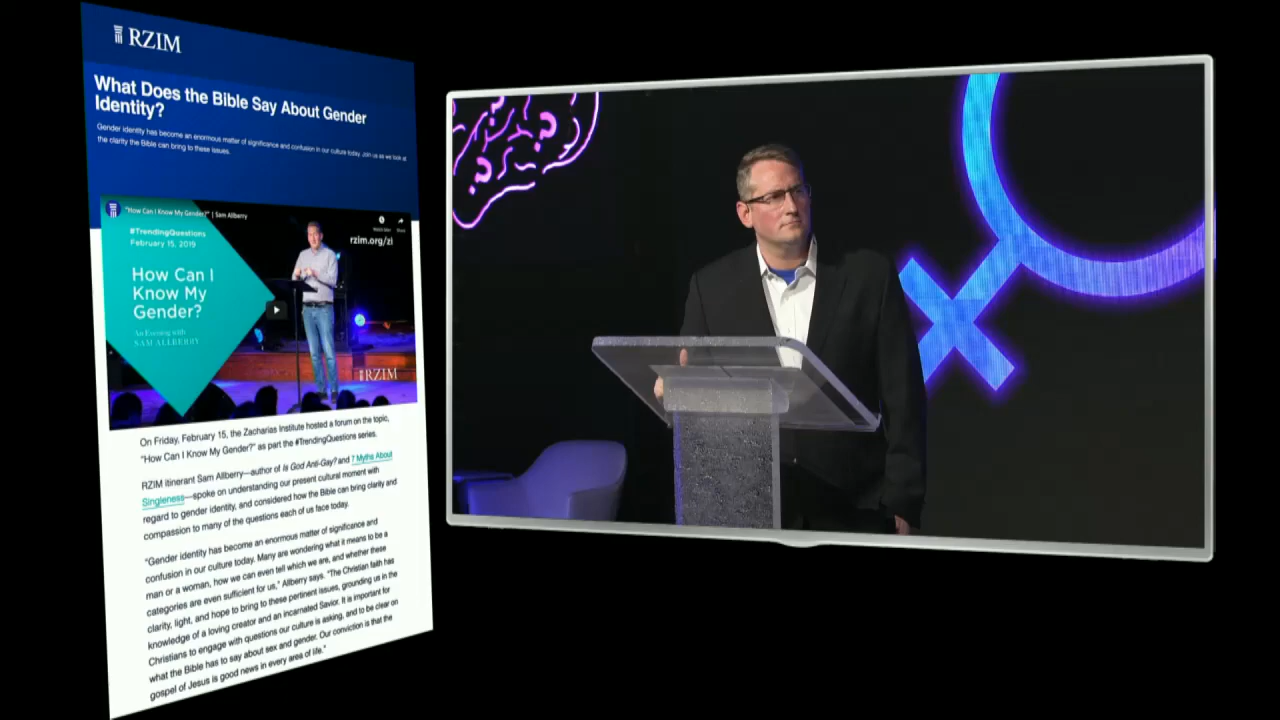 RZIM
What Does the Bible Say About Gender
Identity?
Gender identity has become an enormous matter of significance and confusion in our culture today. Join us as we look at
the clarity the Bible can bring to these issues.
"How Can I Know My Gender?" | Sam Allberry
Watch later
Share
#TrendingQuestions
February 15, 2019
rzim.org/zi
How Can I
Know My
Gender?
An Evening with
SAM ALLBERRY
RZIM
On Friday, February 15, the Zacharias Institute hosted a forum on the topic,
"How Can I Know My Gender?" as part the #TrendingQuestions series.
RZIM itinerant Sam Allberry—author of Is God Anti-Gay? and 7 Myths About
Singleness—spoke on understanding our present cultural moment with
regard to gender identity, and considered how the Bible can bring clarity and
compassion to many of the questions each of us face today.
"Gender identity has become an enormous matter of significance and
confusion in our culture today. Many are wondering what it means to be a
man or a woman, how we can even tell which we are, and whether these
categories are even sufficient for us," Allberry says. "The Christian faith has
clarity, light, and hope to bring to these pertinent issues, grounding us in the
knowledge of a loving creator and an incarnated Savior. It is important for
Christians to engage with questions our culture is asking, and to be clear on
what the Bible has to say about sex and gender. Our conviction is that the
gospel of Jesus is good news in every area of life."